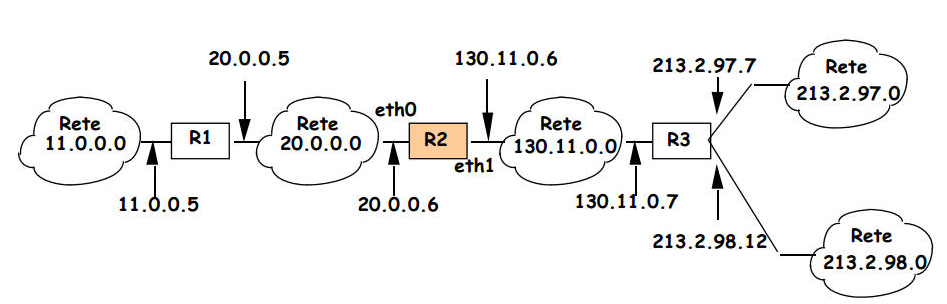 20.0.0.5
130.11.0.6
213.2.97.7
Rete
213.2.97.0
eth0
Rete
11.0.0.0
R1
Rete
20.0.0.0
R2
Rete
130.11.0.0
R3
eth1
11.0.0.5
20.0.0.6
130.11.0.7
213.2.98.12
Rete
213.2.98.0